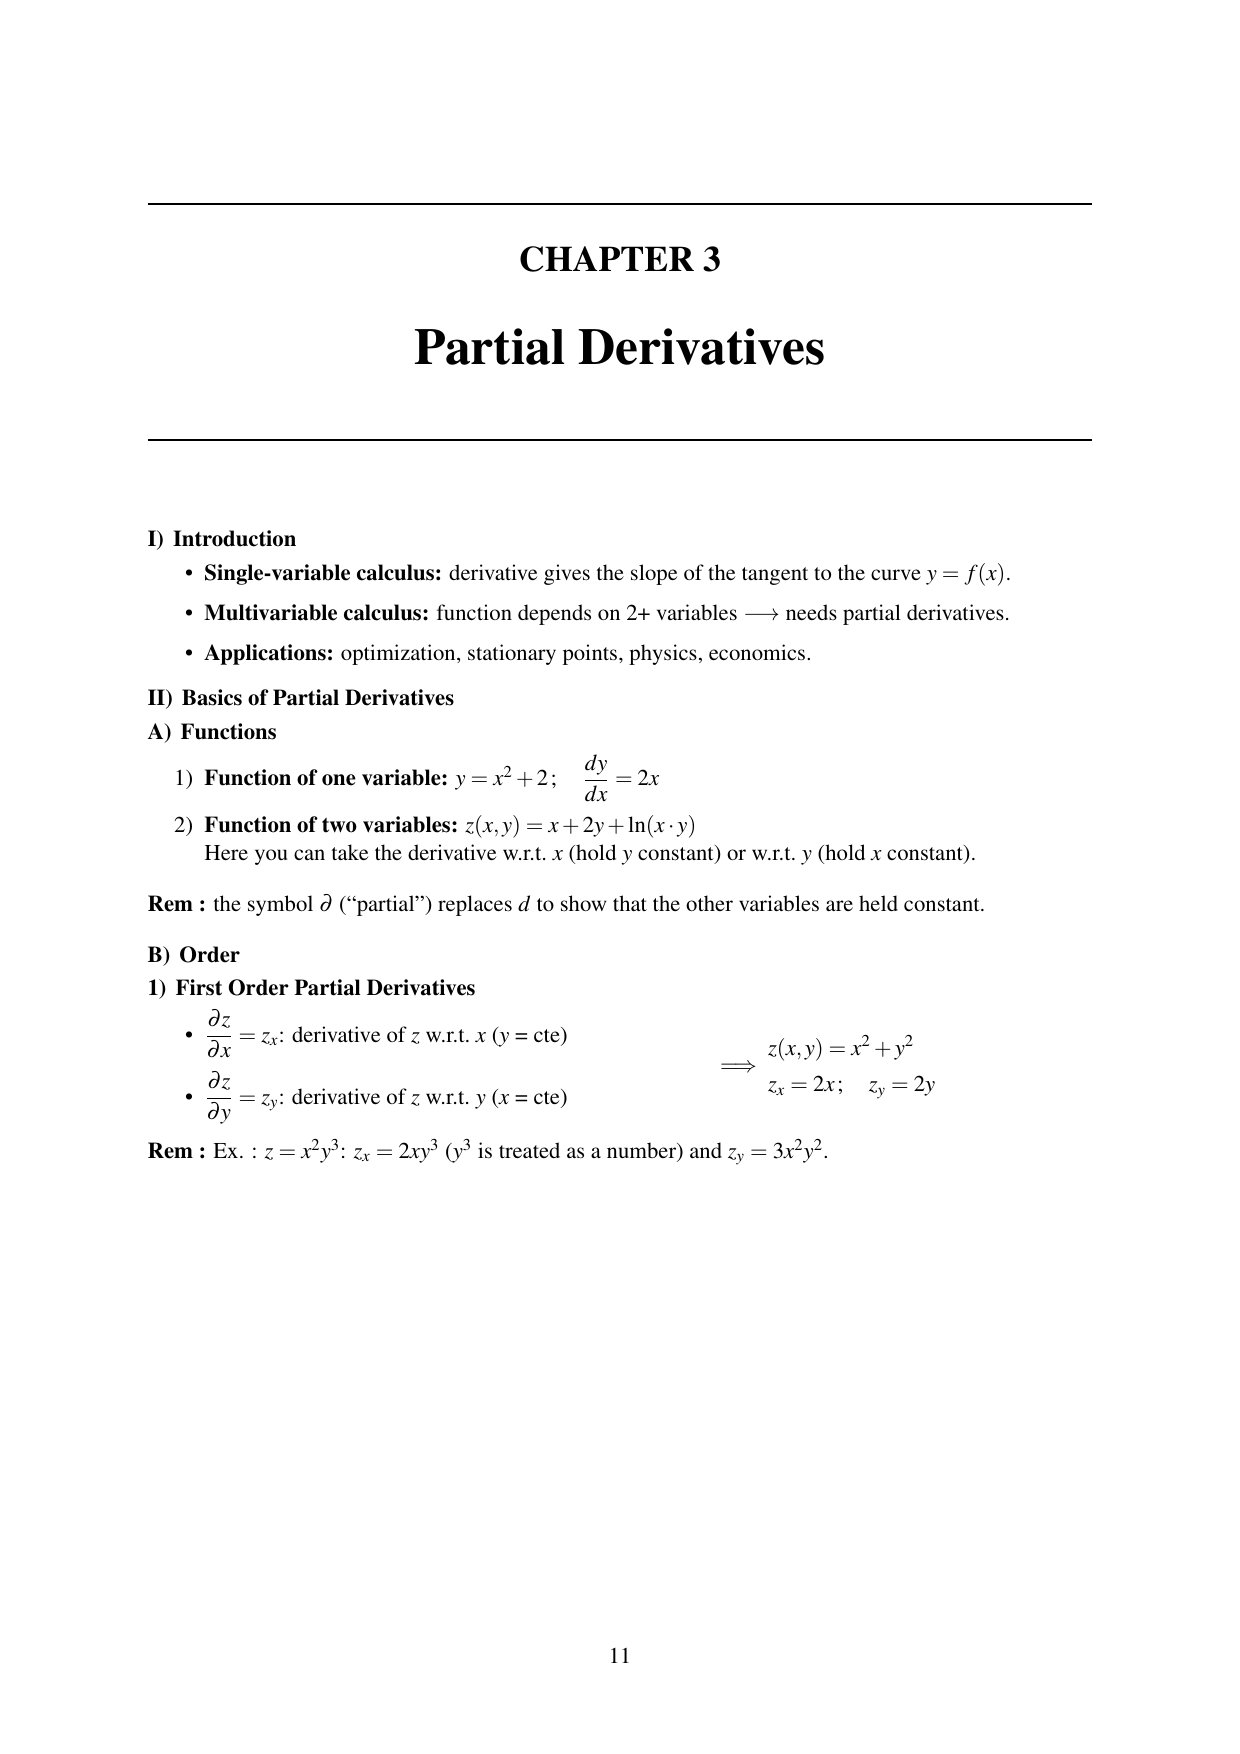 CHAPTER 3
Partial Derivatives
I) Introduction
• Single-variable calculus: derivative gives the slope of the tangent to the curve y = f(x).
• Multivariable calculus: function depends on 2+ variables ⟶ needs partial derivatives.
• Applications: optimization, stationary points, physics, economics.
II) Basics of Partial Derivatives
A) Functions
1) Function of one variable: y = x² + 2; dy/dx = 2x
2) Function of two variables: z(x,y) = x + 2y + ln(x · y)
Here you can take the derivative w.r.t. x (hold y constant) or w.r.t. y (hold x constant).
Rem : the symbol ∂ (“partial”) replaces d to show that the other variables are held constant.
B) Order
1) First Order Partial Derivatives
• ∂z/∂x = zₓ: derivative of z w.r.t. x (y = cte)
• ∂z/∂y = z_y: derivative of z w.r.t. y (x = cte)
⟹ z(x,y) = x² + y²
zₓ = 2x; z_y = 2y
Rem : Ex. : z = x²y³: zₓ = 2xy³ (y³ is treated as a number) and z_y = 3x²y².
11